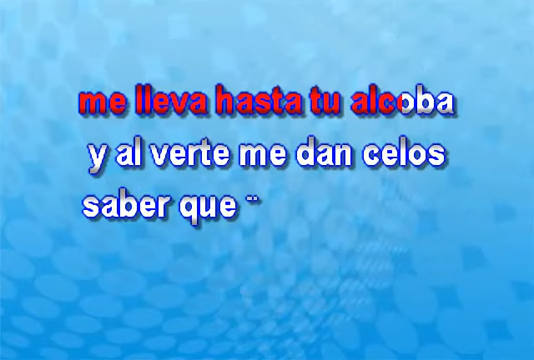 me lleva hasta tu alcoba
y al verte me dan celos
saber que ¨